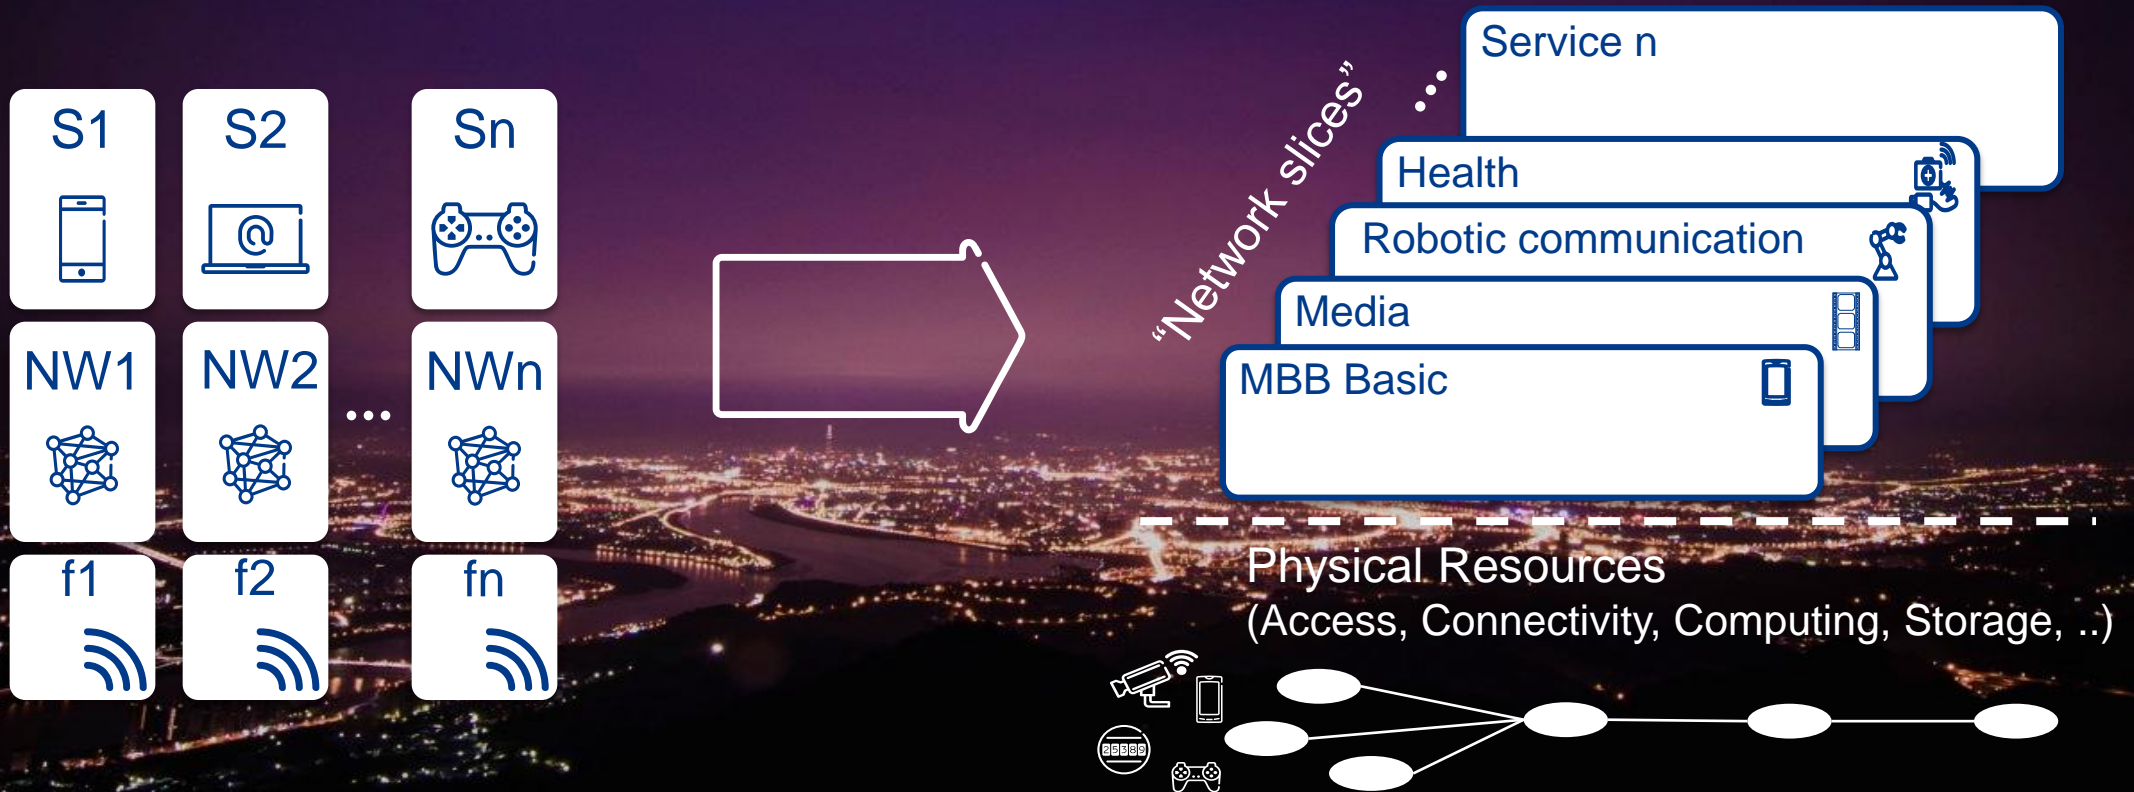 S1
S2
Sn
NW1
NW2
...
NWn
f1
f2
fn
“Network slices”
...
Service n
Health
Robotic communication
Media
MBB Basic
Physical Resources
(Access, Connectivity, Computing, Storage, ..)
@
25389